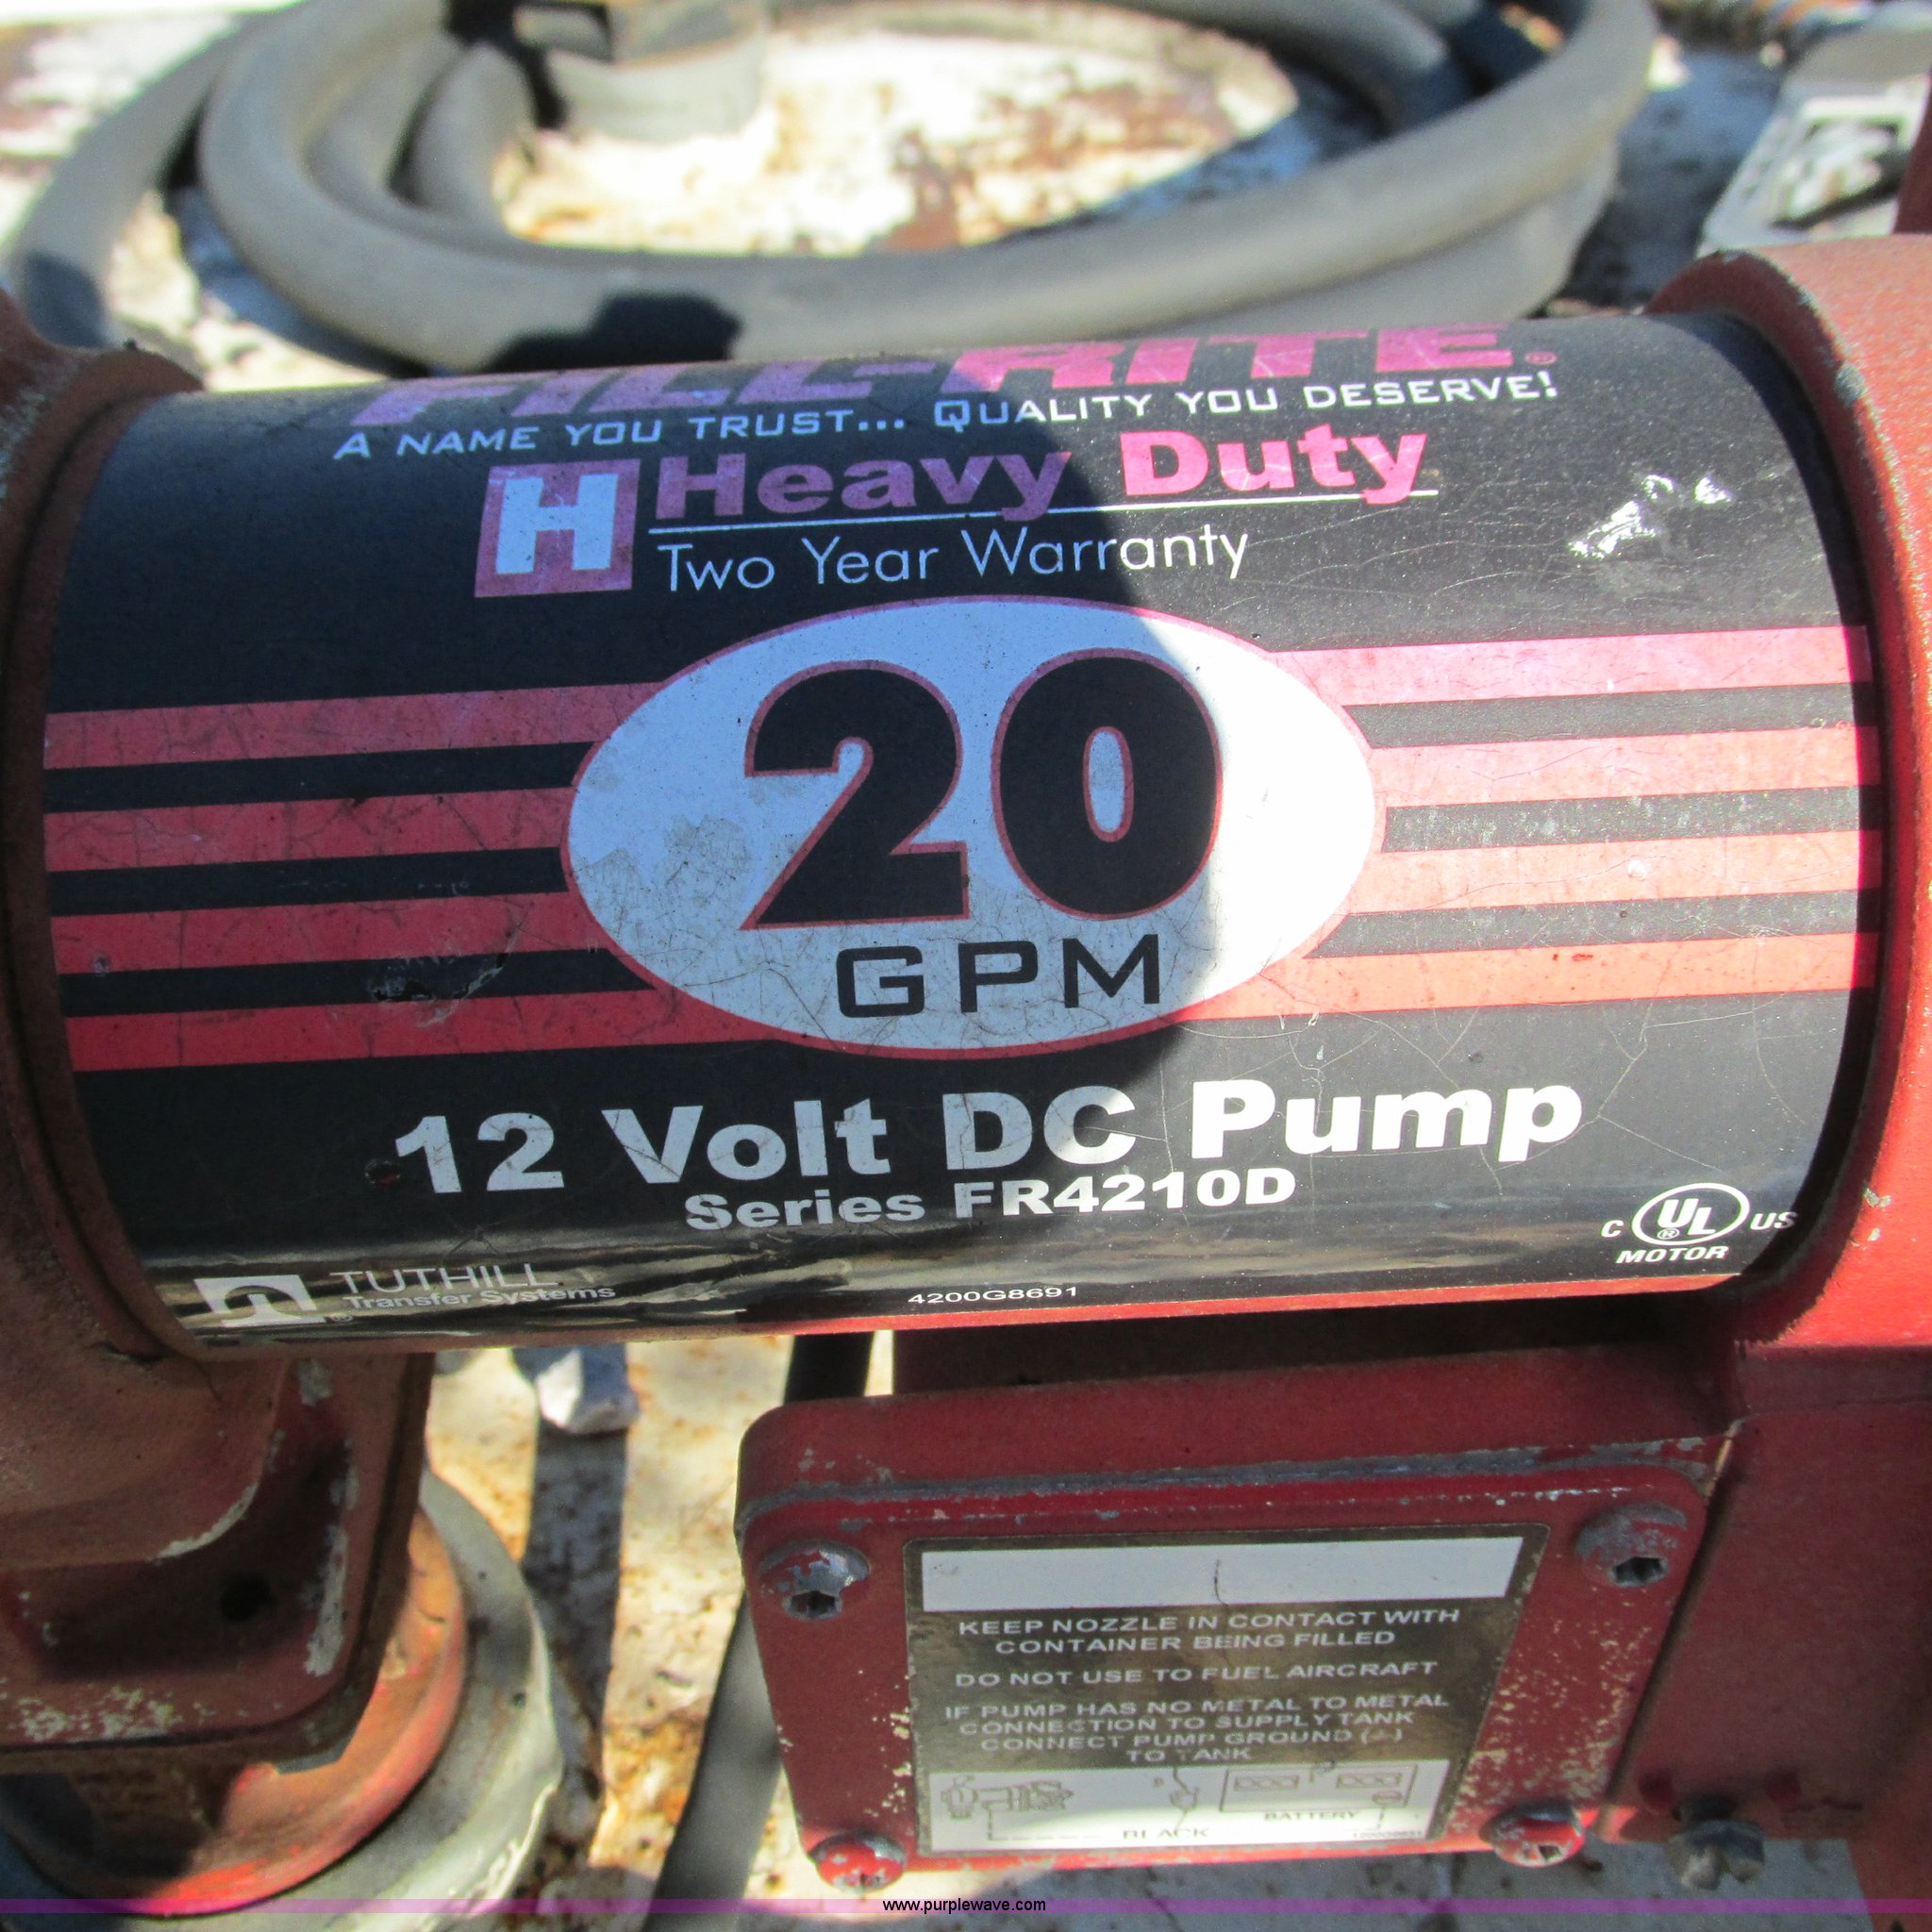 FILL-RITE®
A NAME YOU TRUST... QUALITY YOU DESERVE!
H Heavy Duty
Two Year Warranty
20
GPM
12 Volt DC Pump
Series FR4210D
C UL® US
MOTOR
TUTHILL
Transfer Systems
®
4200G8691
KEEP NOZZLE IN CONTACT WITH
CONTAINER BEING FILLED
DO NOT USE TO FUEL AIRCRAFT
IF PUMP HAS NO METAL TO METAL
CONNECTION TO SUPPLY TANK
CONNECT PUMP GROUND
TO TANK
BATTERY
BLACK
www.purplewave.com